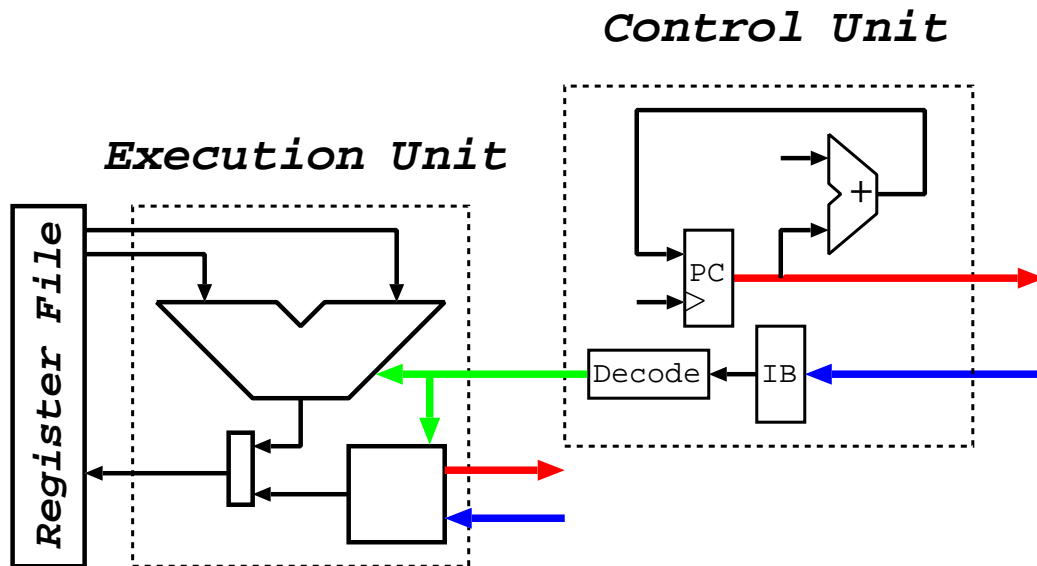 Control Unit
Execution Unit
Register File
+
PC
Decode
IB